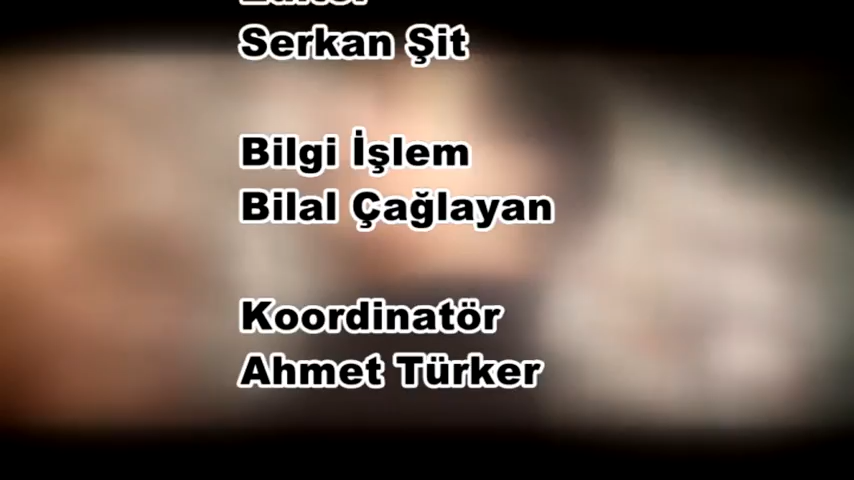 Serkan Şit
Bilgi İşlem
Bilal Çağlayan
Koordinatör
Ahmet Türker